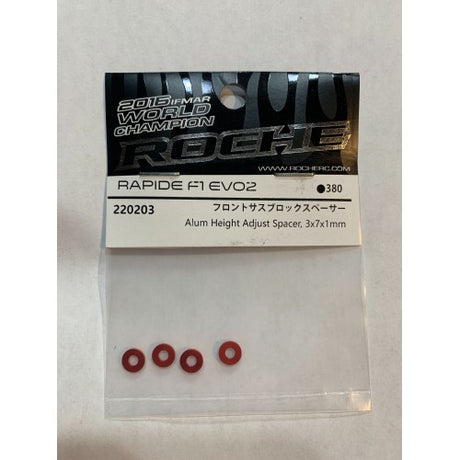 2016 IFMAR
WORLD
CHAMPION
ROCHE
WWW.ROCHERC.COM
RAPIDE F1 EVO2
●380
220203
フロントサスブロックスペーサー
Alum Height Adjust Spacer, 3x7x1mm